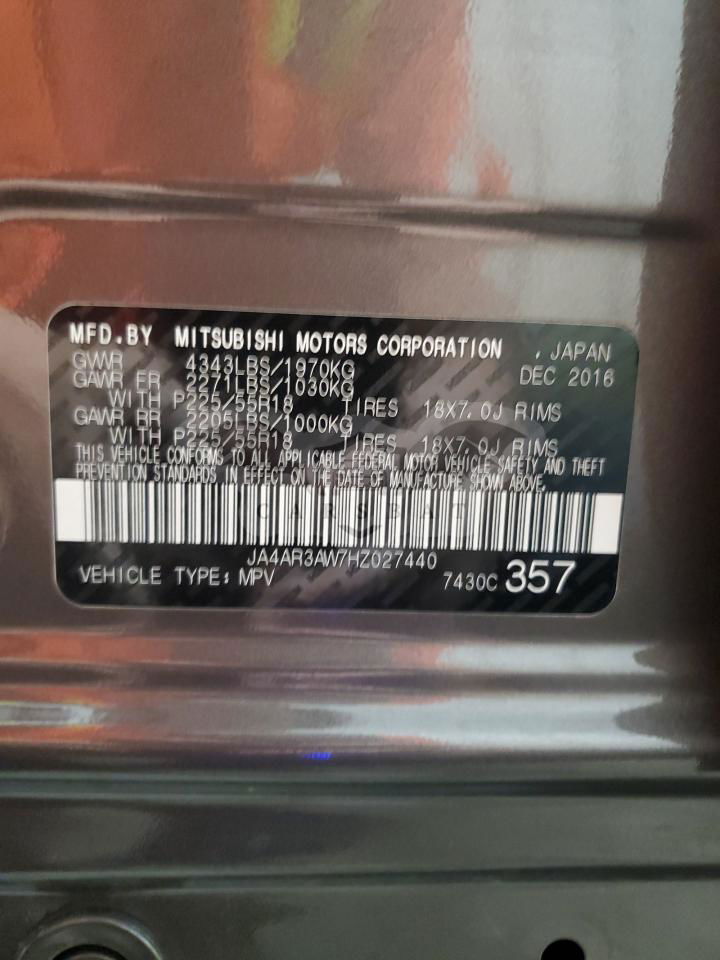 MFD.BY MITSUBISHI MOTORS CORPORATION , JAPAN
GVWR 4343LBS/1970KG DEC 2016
GAWR FR 2271LBS/1030KG
WITH P225/55R18 TIRES 18X7.0J RIMS
GAWR RR 2205LBS/1000KG
WITH P225/55R18 TIRES 18X7.0J RIMS
THIS VEHICLE CONFORMS TO ALL APPLICABLE FEDERAL MOTOR VEHICLE SAFETY AND THEFT
PREVENTION STANDARDS IN EFFECT ON THE DATE OF MANUFACTURE SHOWN ABOVE.
CARSBAT
JA4AR3AW7HZ027440
VEHICLE TYPE: MPV 7430C 357